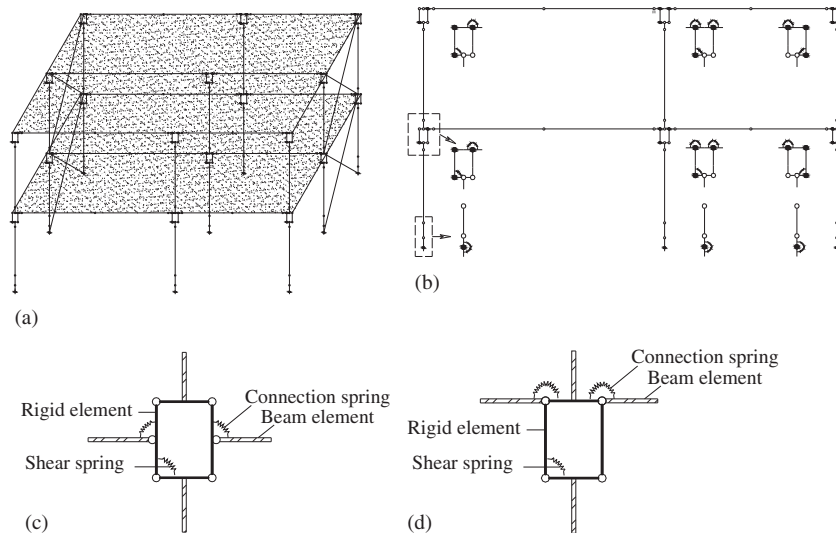 (a)
(b)
Rigid element
Connection spring
Beam element
Shear spring
(c)
Connection spring
Beam element
Rigid element
Shear spring
(d)